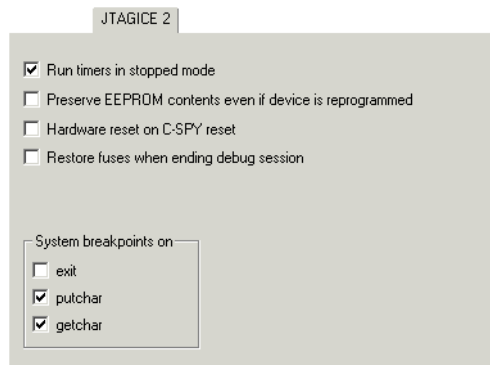 JTAGICE 2
Run timers in stopped mode
Preserve EEPROM contents even if device is reprogrammed
Hardware reset on C-SPY reset
Restore fuses when ending debug session
System breakpoints on
exit
putchar
getchar